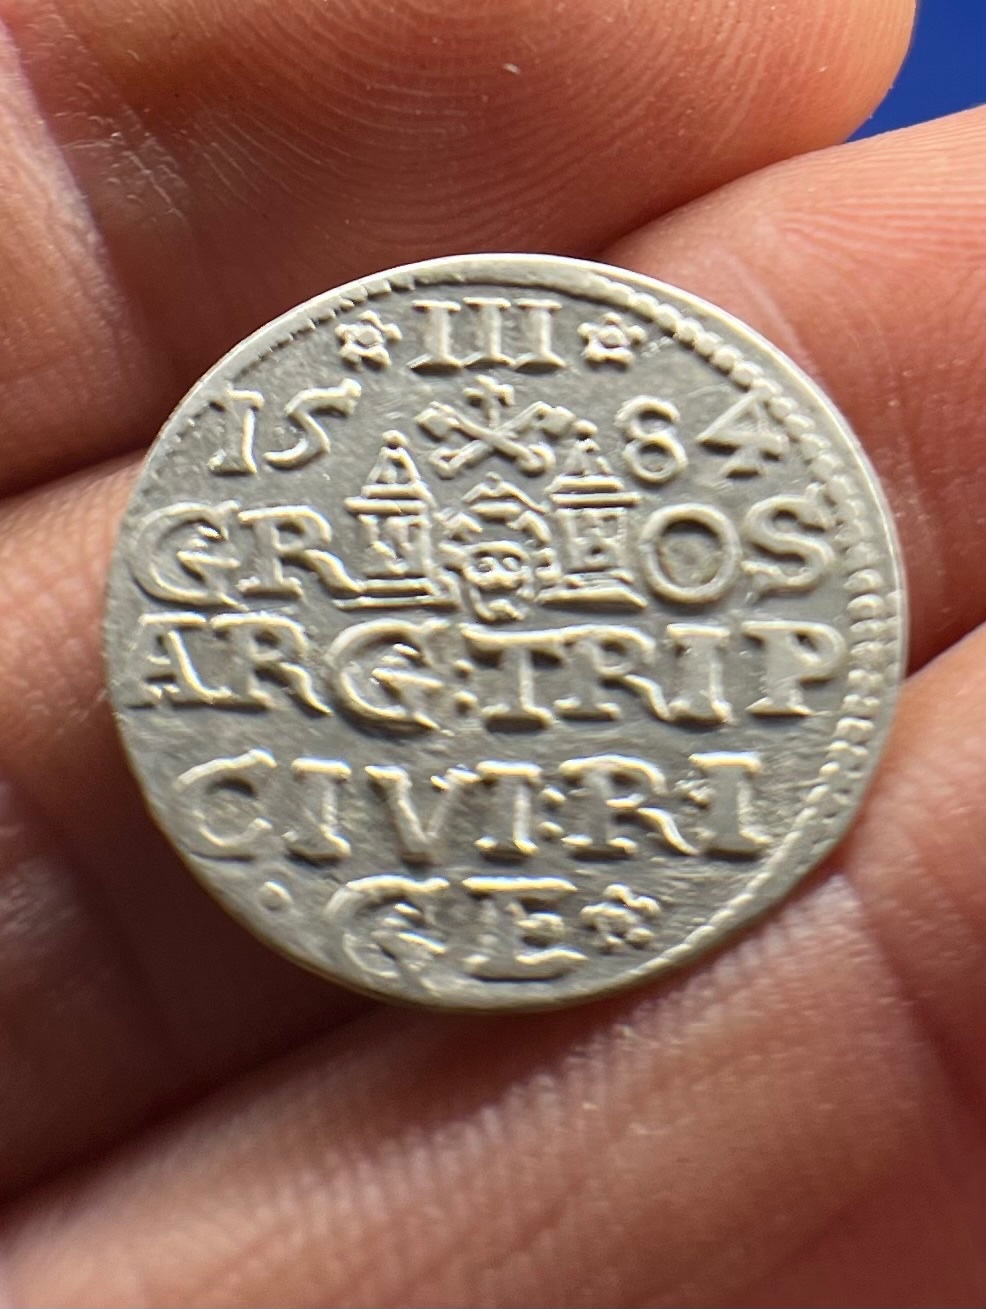 III
15 84
GR OS
ARG:TRIP
CIVI:RI
GE